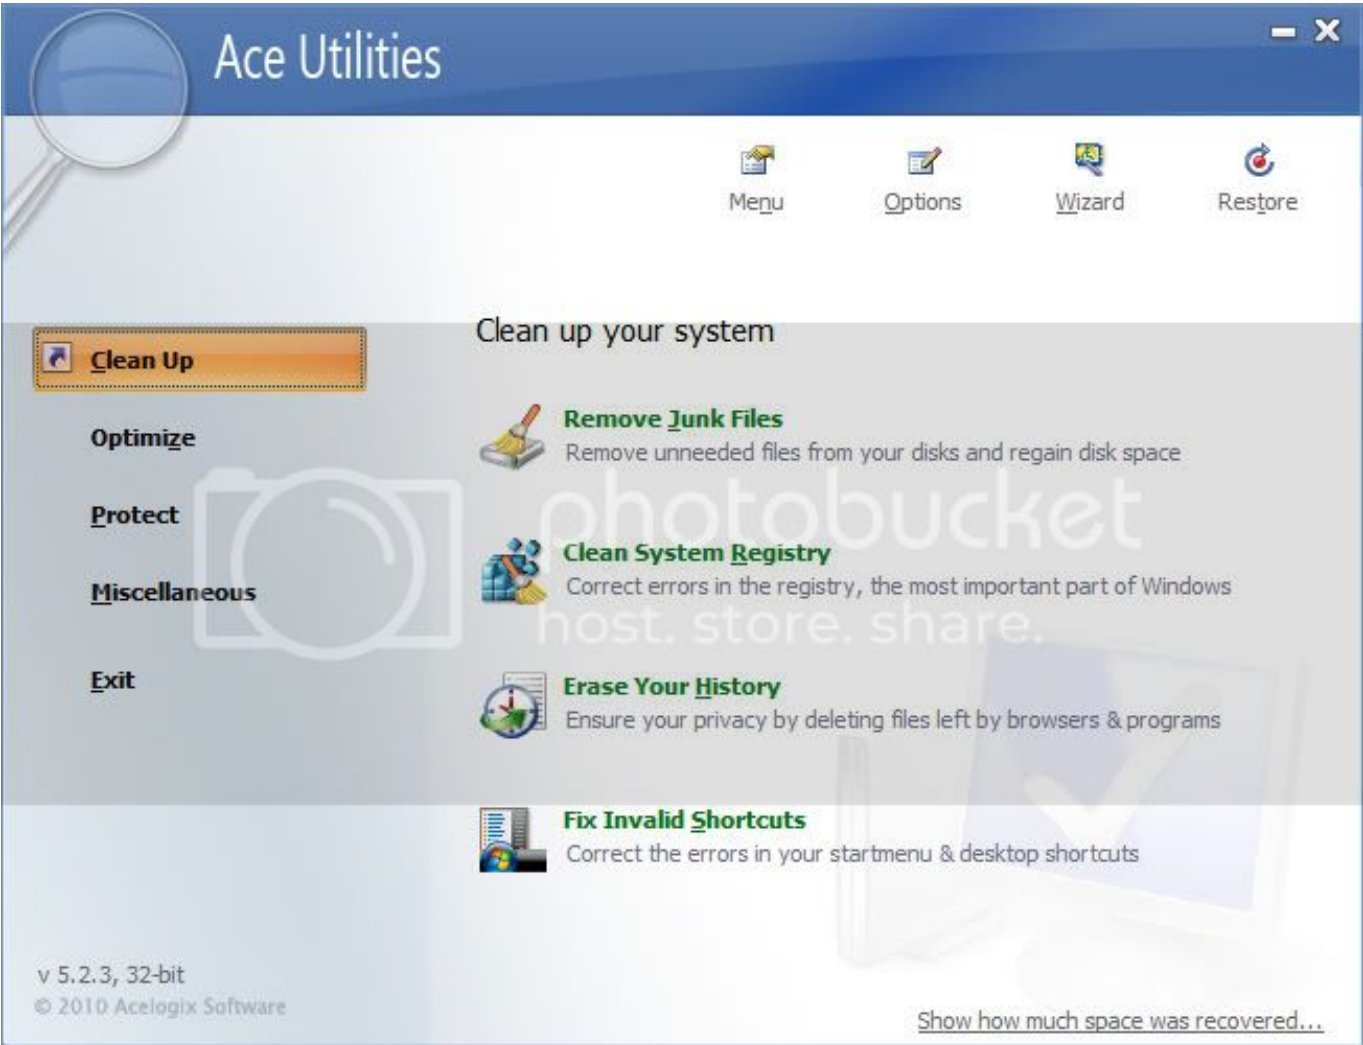 Ace Utilities
Menu
Options
Wizard
Restore
Clean Up
Optimize
Protect
Miscellaneous
Exit
Clean up your system
Remove Junk Files
Remove unneeded files from your disks and regain disk space
Clean System Registry
Correct errors in the registry, the most important part of Windows
Erase Your History
Ensure your privacy by deleting files left by browsers & programs
Fix Invalid Shortcuts
Correct the errors in your startmenu & desktop shortcuts
photobucket
host. store. share.
v 5.2.3, 32-bit
© 2010 Acelogix Software
Show how much space was recovered...